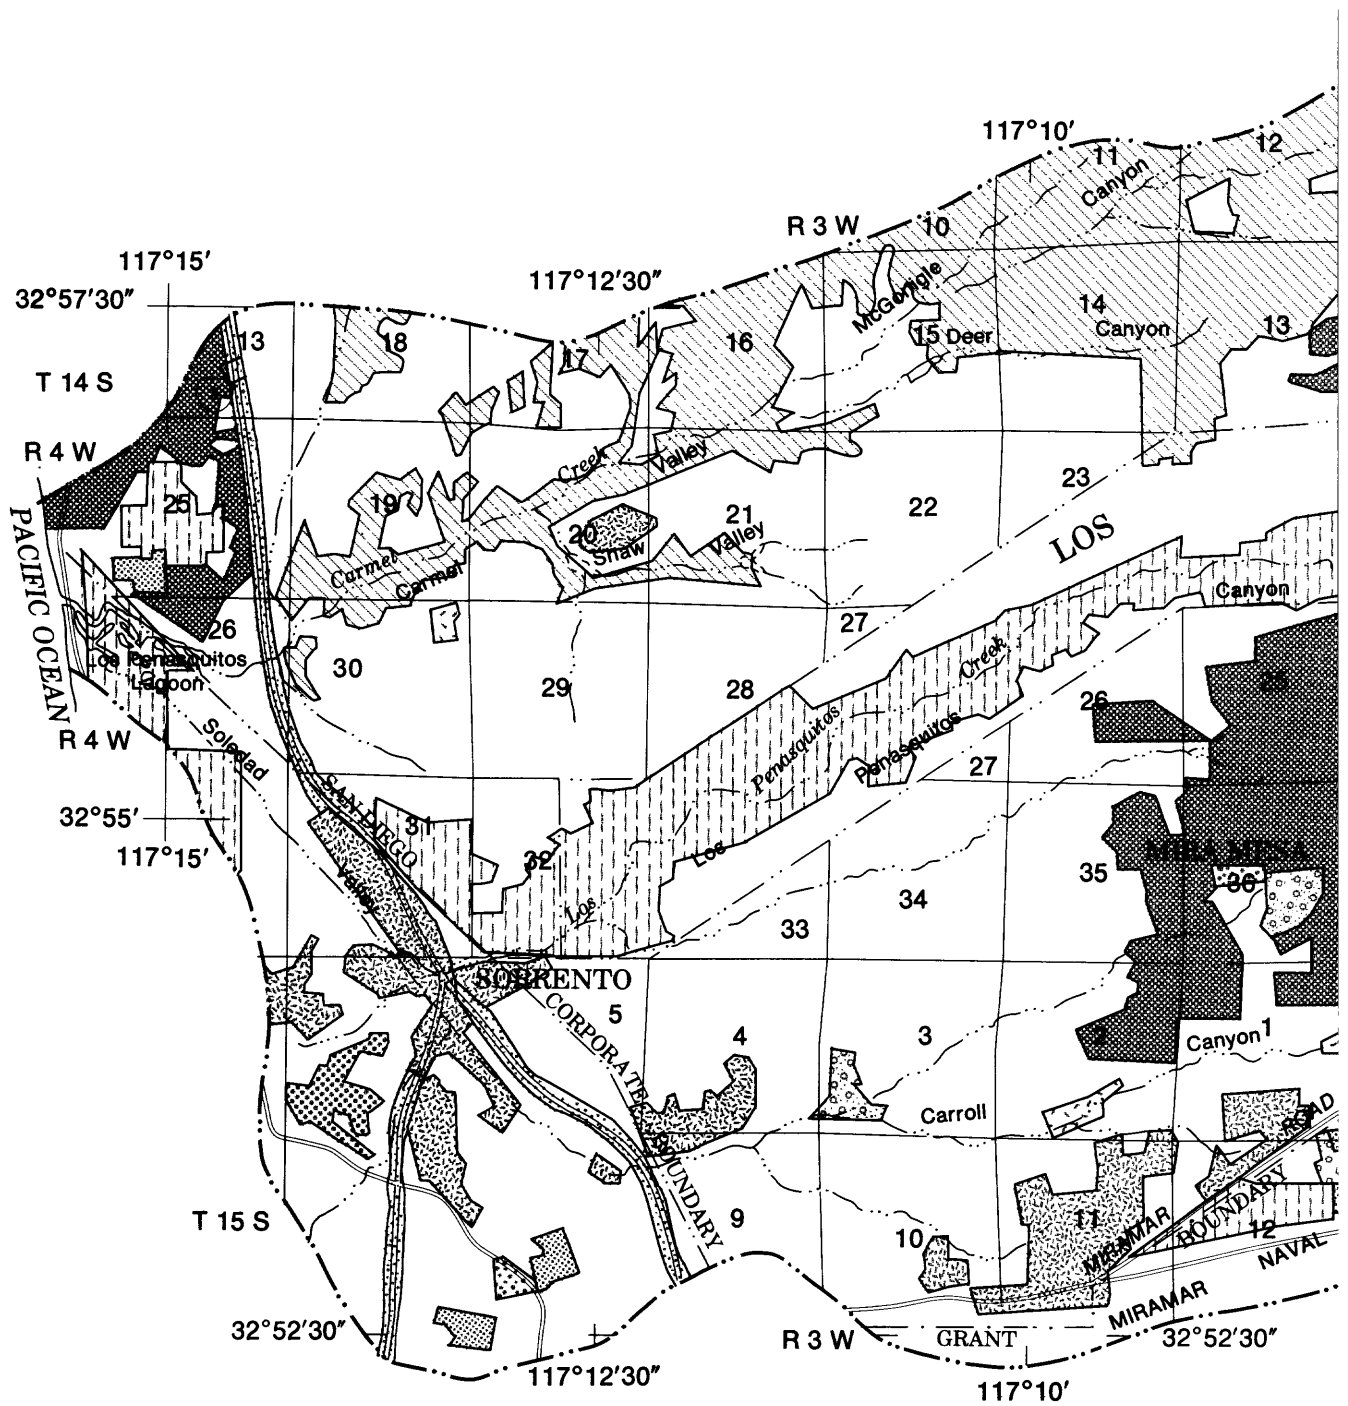 117°10′
12
11
Canyon
R 3 W
10
117°15′
32°57′30″
117°12′30″
McGonigle
14
Canyon
13
15 Deer
13
18
17
16
T 14 S
R 4 W
Creek
Valley
25
19
23
22
21
20
Shaw
Valley
LOS
PACIFIC OCEAN
Carmel
Carmel
Canyon
26
27
Los Penasquitos
Lagoon
30
29
28
Creek
25
26
R 4 W
Soledad
Penasquitos
Penasquitos
27
32°55′
117°15′
SAN DIEGO
31
32
Los
MIRA MESA
Valley
35
36
34
Los
33
SORRENTO
CORPORATE
BOUNDARY
5
4
3
2
Canyon
1
Carroll
ROAD
T 15 S
9
10
11
MIRAMAR
BOUNDARY
12
NAVAL
MIRAMAR
32°52′30″
R 3 W
GRANT
32°52′30″
117°12′30″
117°10′